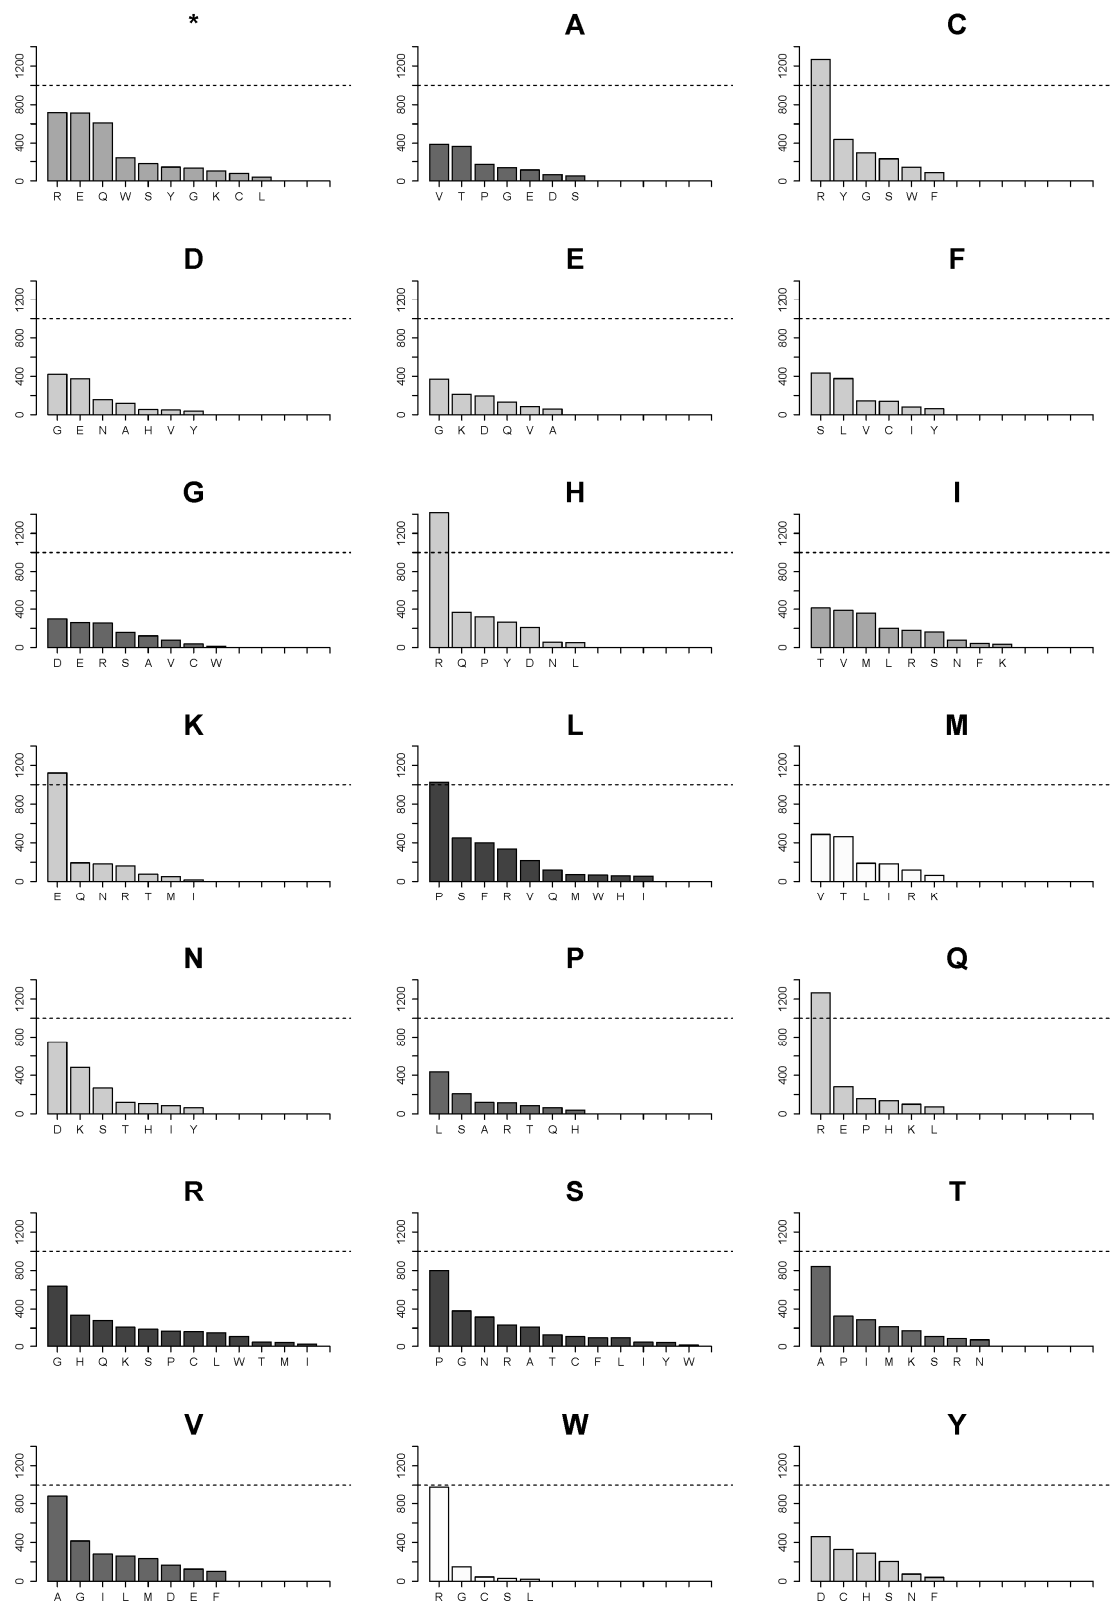 * A C
0 400 800 1200 0 400 800 1200 0 400 800 1200
R E Q W S Y G K C L V T P G E D S R Y G S W F
D E F
0 400 800 1200 0 400 800 1200 0 400 800 1200
G E N A H V Y G K D Q V A S L V C I Y
G H I
0 400 800 1200 0 400 800 1200 0 400 800 1200
D E R S A V C W R Q P Y D N L T V M L R S N F K
K L M
0 400 800 1200 0 400 800 1200 0 400 800 1200
E Q N R T M I P S F R V Q M W H I V T L I R K
N P Q
0 400 800 1200 0 400 800 1200 0 400 800 1200
D K S T H I Y L S A R T Q H R E P H K L
R S T
0 400 800 1200 0 400 800 1200 0 400 800 1200
G H Q K S P C L W T M I P G N R A T C F L I Y W A P I M K S R N
V W Y
0 400 800 1200 0 400 800 1200 0 400 800 1200
A G I L M D E F R G C S L D C H S N F